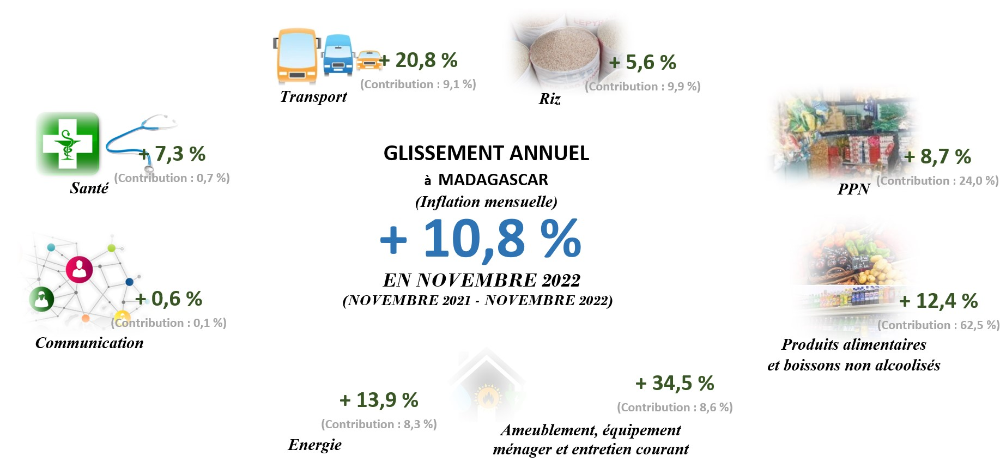 + 20,8 %
(Contribution : 9,1 %)
Transport
+ 5,6 %
(Contribution : 9,9 %)
Riz
+ 7,3 %
(Contribution : 0,7 %)
Santé
GLISSEMENT ANNUEL
à MADAGASCAR
(Inflation mensuelle)
+ 10,8 %
EN NOVEMBRE 2022
(NOVEMBRE 2021 - NOVEMBRE 2022)
+ 8,7 %
(Contribution : 24,0 %)
PPN
+ 0,6 %
(Contribution : 0,1 %)
Communication
+ 12,4 %
(Contribution : 62,5 %)
Produits alimentaires
et boissons non alcoolisés
+ 13,9 %
(Contribution : 8,3 %)
Energie
+ 34,5 %
(Contribution : 8,6 %)
Ameublement, équipement
ménager et entretien courant